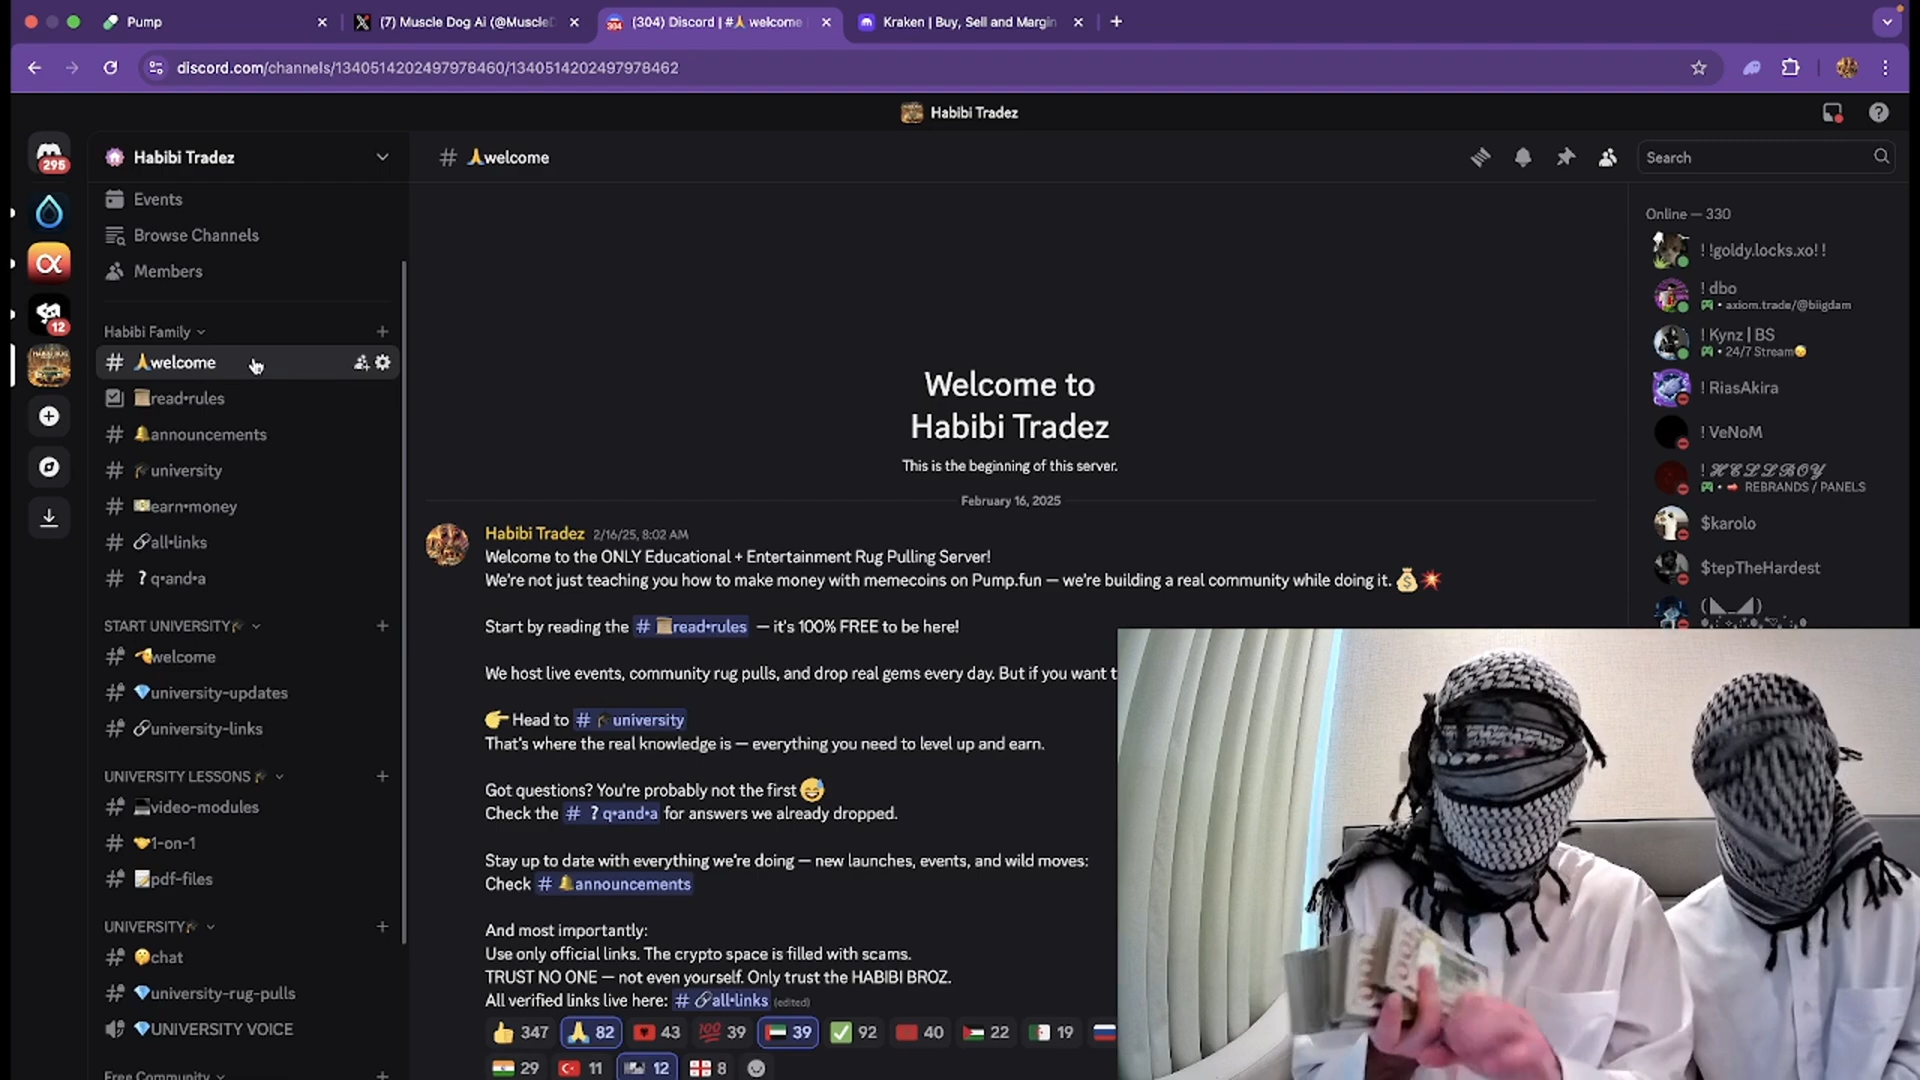 Pump
(7) Muscle Dog Ai (@Muscle
(304) Discord | #🙏 welcome
Kraken | Buy, Sell and Margin
discord.com/channels/1340514202497978460/1340514202497978462
Habibi Tradez
295
12
Habibi Tradez
Events
Browse Channels
Members
Habibi Family
# 🙏welcome
read•rules
# 🔔announcements
# 🎓university
# 💵earn•money
# 🔗all•links
# ❔q•and•a
START UNIVERSITY🎓
# 🫡welcome
# 💎university-updates
# 🔗university-links
UNIVERSITY LESSONS 🎓
# 💻video-modules
# 🤝1-on-1
# 📝pdf-files
UNIVERSITY🎓
# 🤫chat
# 💎university-rug-pulls
💎UNIVERSITY VOICE
Free Community
# 🙏welcome
Search
Welcome to
Habibi Tradez
This is the beginning of this server.
February 16, 2025
Habibi Tradez 2/16/25, 8:02 AM
Welcome to the ONLY Educational + Entertainment Rug Pulling Server!
We're not just teaching you how to make money with memecoins on Pump.fun — we're building a real community while doing it. 💰💥
Start by reading the # read•rules — it's 100% FREE to be here!
We host live events, community rug pulls, and drop real gems every day. But if you want t
👉 Head to # 🎓university
That's where the real knowledge is — everything you need to level up and earn.
Got questions? You're probably not the first 😅
Check the # ❔q•and•a for answers we already dropped.
Stay up to date with everything we're doing — new launches, events, and wild moves:
Check # 🔔announcements
And most importantly:
Use only official links. The crypto space is filled with scams.
TRUST NO ONE — not even yourself. Only trust the HABIBI BROZ.
All verified links live here: # 🔗all•links (edited)
👍 347 🙏 82 🇦🇱 43 💯 39 🇦🇪 39 ✅ 92 🟥 40 🇵🇸 22 🇩🇿 19 🇷🇺
🇮🇳 29 🇹🇷 11 12 🇬🇪 8
Online — 330
! !goldy.locks.xo! !
! dbo
• axiom.trade/@biigdam
! Kynz | BS
• 24/7 Stream
! RiasAkira
! VeNoM
! ℋℰℒℒℬᎾY
• REBRANDS / PANELS
$karolo
$tepTheHardest